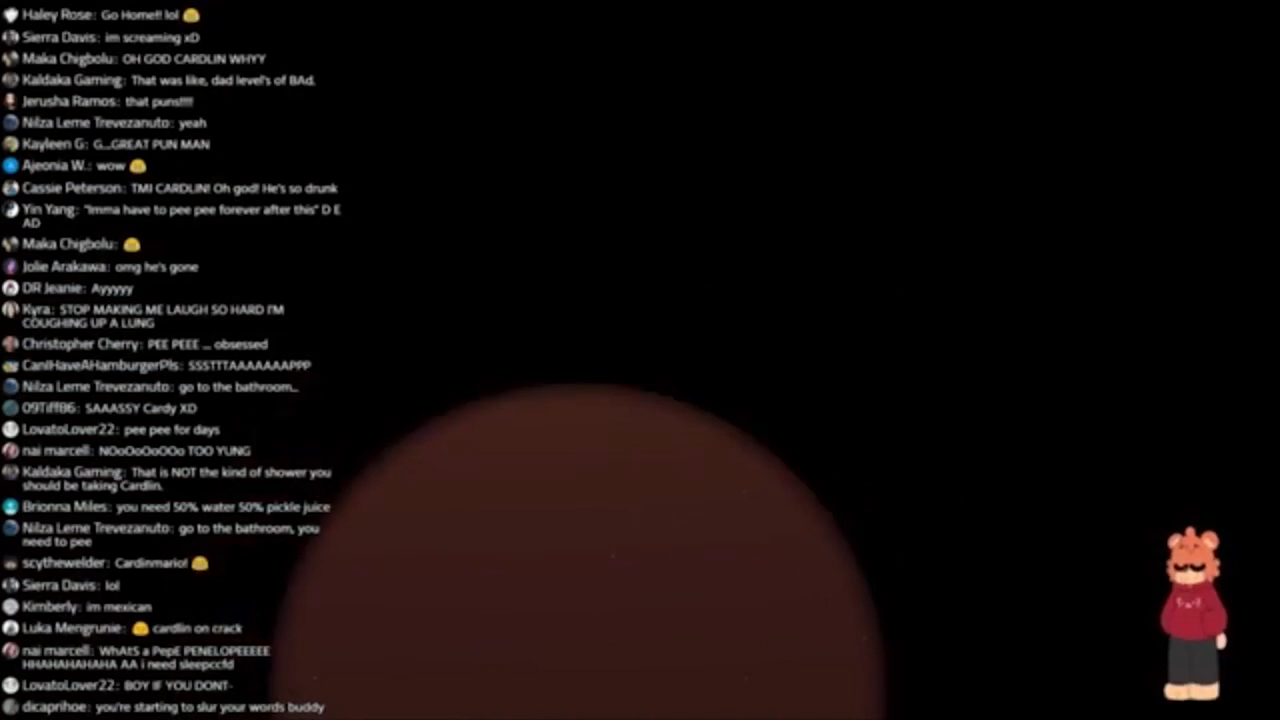 Haley Rose: Go Home!! lol
Sierra Davis: im screaming xD
Maka Chigbolu: OH GOD CARDLIN WHYY
Kaldaka Gaming: That was like, dad level's of BAd.
Jerusha Ramos: that puns!!!!
Nilza Leme Trevezanuto: yeah
Kayleen G: G...GREAT PUN MAN
Ajeonia W.: wow
Cassie Peterson: TMI CARDLIN! Oh god! He's so drunk
Yin Yang: "Imma have to pee pee forever after this" D E
AD
Maka Chigbolu:
Jolie Arakawa: omg he's gone
DR Jeanie: Ayyyyy
Kyra: STOP MAKING ME LAUGH SO HARD I'M
COUGHING UP A LUNG
Christopher Cherry: PEE PEEE ... obsessed
CanIHaveAHamburgerPls: SSSTTTAAAAAAAPPP
Nilza Leme Trevezanuto: go to the bathroom...
09Tiff86: SAAASSY Cardy XD
LovatoLover22: pee pee for days
nai marcell: NOoOoOoOOo TOO YUNG
Kaldaka Gaming: That is NOT the kind of shower you
should be taking Cardlin.
Brionna Miles: you need 50% water 50% pickle juice
Nilza Leme Trevezanuto: go to the bathroom, you
need to pee
scythewelder: Cardinmario!
Sierra Davis: lol
Kimberly: im mexican
Luka Mengrunie: cardlin on crack
nai marcell: WhAtS a PepE PENELOPEEEEE
HHAHAHAHAHA AA i need sleepccfd
LovatoLover22: BOY IF YOU DONT-
dicaprihoe: you're starting to slur your words buddy